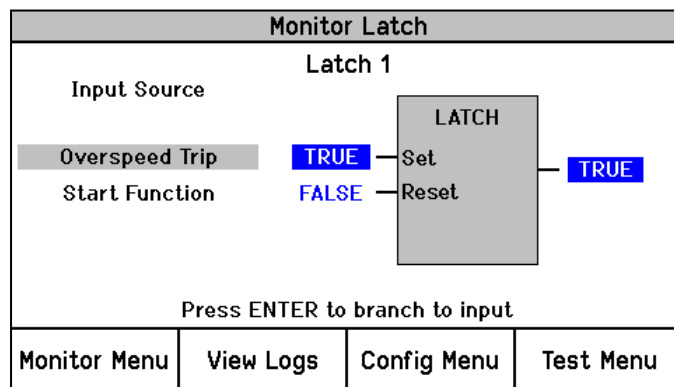 Monitor Latch
Latch 1
Input Source
LATCH
Overspeed Trip TRUE Set TRUE
Start Function FALSE Reset
Press ENTER to branch to input
Monitor Menu View Logs Config Menu Test Menu